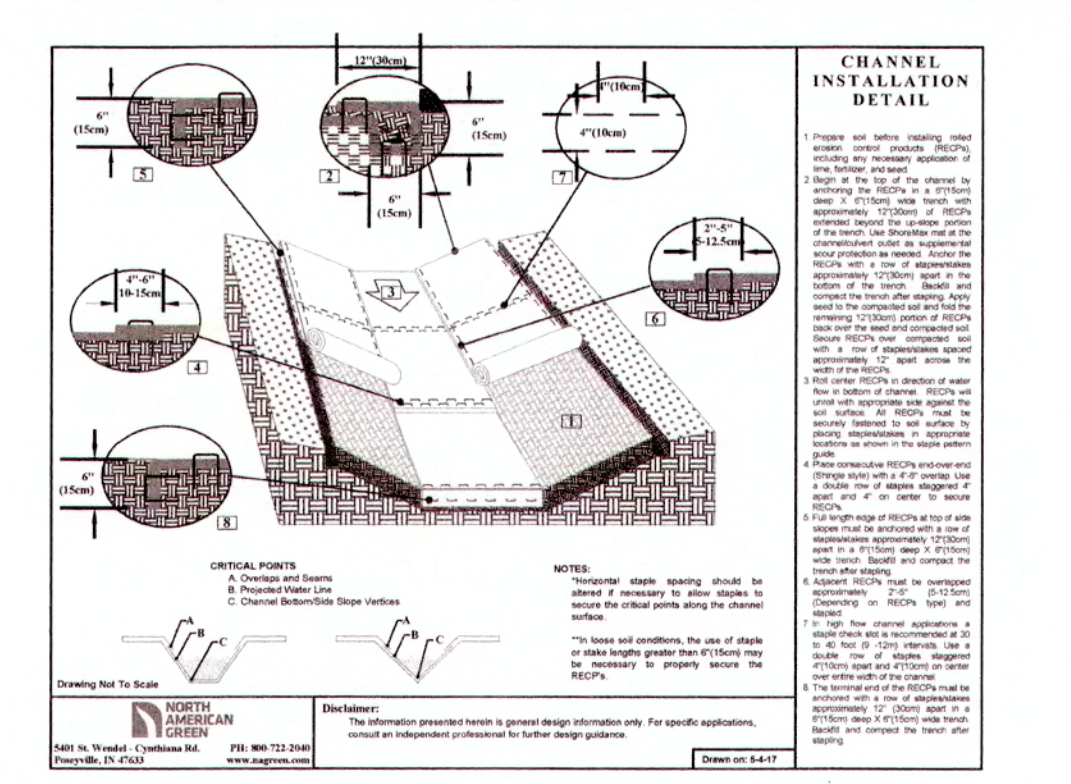 CHANNEL
INSTALLATION
DETAIL
1. Prepare soil before installing rolled
erosion control products (RECPs),
including any necessary application of
lime, fertilizer, and seed.
2. Begin at the top of the channel by
anchoring the RECPs in a 6"(15cm)
deep X 6"(15cm) wide trench with
approximately 12"(30cm) of RECPs
extended beyond the up-slope portion
of the trench. Use ShoreMax mat at the
channel/culvert outlet as supplemental
scour protection as needed. Anchor the
RECPs with a row of staples/stakes
approximately 12"(30cm) apart in the
bottom of the trench. Backfill and
compact the trench after stapling. Apply
seed to the compacted soil and fold the
remaining 12"(30cm) portion of RECPs
back over the seed and compacted soil.
Secure RECPs over compacted soil
with a row of staples/stakes spaced
approximately 12" apart across the
width of the RECPs.
3. Roll center RECPs in direction of water
flow in bottom of channel. RECPs will
unroll with appropriate side against the
soil surface. All RECPs must be
securely fastened to soil surface by
placing staples/stakes in appropriate
locations as shown in the staple pattern
guide.
4. Place consecutive RECPs end-over-end
(Shingle style) with a 4"-6" overlap. Use
a double row of staples staggered 4"
apart and 4" on center to secure
RECPs.
5. Full length edge of RECPs at top of side
slopes must be anchored with a row of
staples/stakes approximately 12"(30cm)
apart in a 6"(15cm) deep X 6"(15cm)
wide trench. Backfill and compact the
trench after stapling.
6. Adjacent RECPs must be overlapped
approximately 2"-5" (5-12.5cm)
(Depending on RECPs type) and
stapled.
7. In high flow channel applications a
staple check slot is recommended at 30
to 40 foot (9 -12m) intervals. Use a
double row of staples staggered
4"(10cm) apart and 4"(10cm) on center
over entire width of the channel.
8. The terminal end of the RECPs must be
anchored with a row of staples/stakes
approximately 12" (30cm) apart in a
6"(15cm) deep X 6"(15cm) wide trench.
Backfill and compact the trench after
stapling.
12"(30cm)
6"
(15cm)
5
6"
(15cm)
2
6"
(15cm)
4"(10cm)
4"(10cm)
7
2"-5"
(5-12.5cm)
6
3
4"-6"
10-15cm
4
1
6"
(15cm)
8
CRITICAL POINTS
A. Overlaps and Seams
B. Projected Water Line
C. Channel Bottom/Side Slope Vertices
A
B
C
A
B
C
Drawing Not To Scale
NOTES:
*Horizontal staple spacing should be
altered if necessary to allow staples to
secure the critical points along the channel
surface.
**In loose soil conditions, the use of staple
or stake lengths greater than 6"(15cm) may
be necessary to properly secure the
RECP's.
NORTH
AMERICAN
GREEN
5401 St. Wendel - Cynthiana Rd.
Poseyville, IN 47633
PH: 800-722-2040
www.nagreen.com
Disclaimer:
The information presented herein is general design information only. For specific applications,
consult an independent professional for further design guidance.
Drawn on: 5-4-17